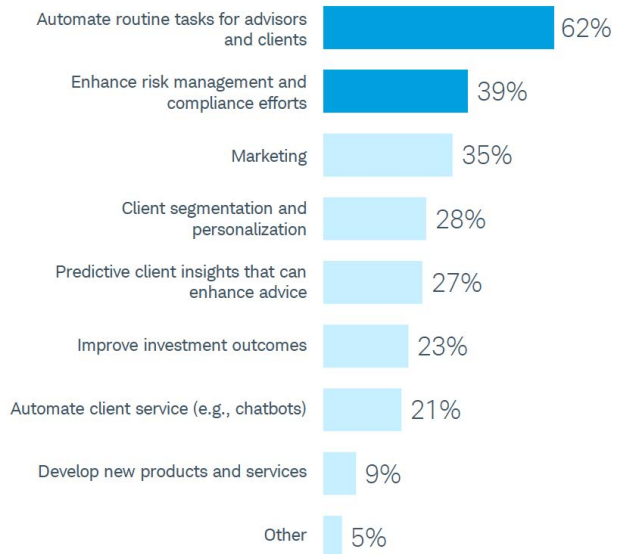 Automate routine tasks for advisors
and clients
62%
Enhance risk management and
compliance efforts
39%
Marketing
35%
Client segmentation and
personalization
28%
Predictive client insights that can
enhance advice
27%
Improve investment outcomes
23%
Automate client service (e.g., chatbots)
21%
Develop new products and services
9%
Other
5%